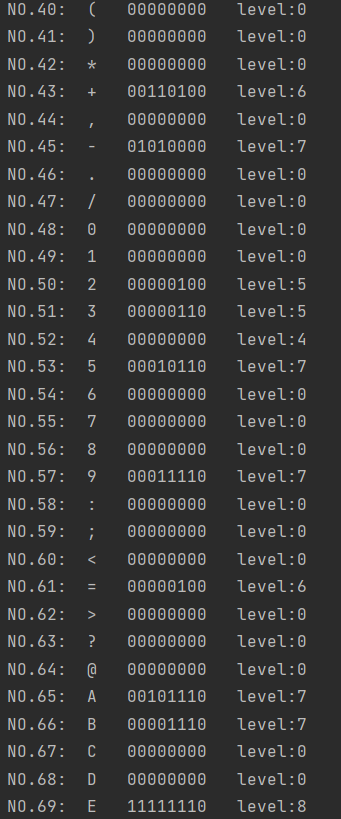 NO.40: ( 00000000 level:0
NO.41: ) 00000000 level:0
NO.42: * 00000000 level:0
NO.43: + 00110100 level:6
NO.44: , 00000000 level:0
NO.45: - 01010000 level:7
NO.46: . 00000000 level:0
NO.47: / 00000000 level:0
NO.48: 0 00000000 level:0
NO.49: 1 00000000 level:0
NO.50: 2 00000100 level:5
NO.51: 3 00000110 level:5
NO.52: 4 00000000 level:4
NO.53: 5 00010110 level:7
NO.54: 6 00000000 level:0
NO.55: 7 00000000 level:0
NO.56: 8 00000000 level:0
NO.57: 9 00011110 level:7
NO.58: : 00000000 level:0
NO.59: ; 00000000 level:0
NO.60: < 00000000 level:0
NO.61: = 00000100 level:6
NO.62: > 00000000 level:0
NO.63: ? 00000000 level:0
NO.64: @ 00000000 level:0
NO.65: A 00101110 level:7
NO.66: B 00001110 level:7
NO.67: C 00000000 level:0
NO.68: D 00000000 level:0
NO.69: E 11111110 level:8